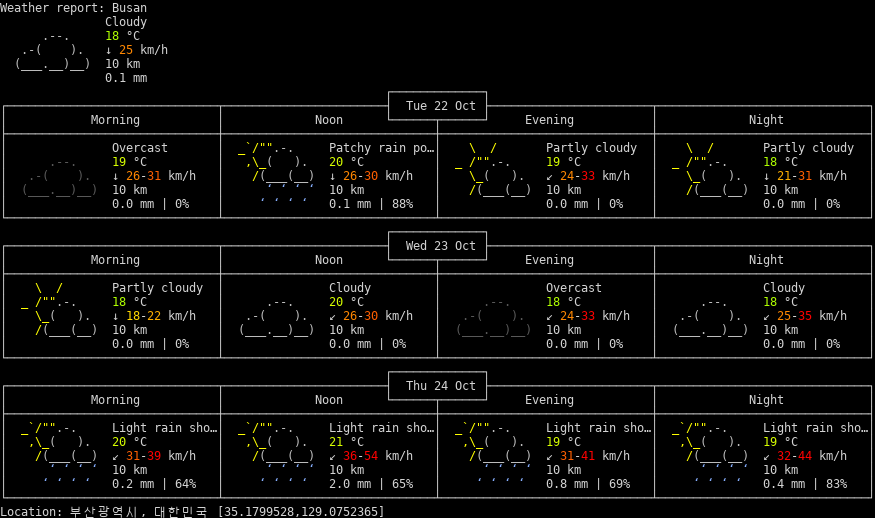 Weather report: Busan
Cloudy
18 °C
↓ 25 km/h
10 km
0.1 mm
Tue 22 Oct
Morning Noon Evening Night
Overcast Patchy rain po… Partly cloudy Partly cloudy
19 °C 20 °C 19 °C 18 °C
↓ 26-31 km/h ↓ 26-30 km/h ↙ 24-33 km/h ↓ 21-31 km/h
10 km 10 km 10 km 10 km
0.0 mm | 0% 0.1 mm | 88% 0.0 mm | 0% 0.0 mm | 0%
Wed 23 Oct
Morning Noon Evening Night
Partly cloudy Cloudy Overcast Cloudy
18 °C 20 °C 18 °C 18 °C
↓ 18-22 km/h ↙ 26-30 km/h ↙ 24-33 km/h ↙ 25-35 km/h
10 km 10 km 10 km 10 km
0.0 mm | 0% 0.0 mm | 0% 0.0 mm | 0% 0.0 mm | 0%
Thu 24 Oct
Morning Noon Evening Night
Light rain sho… Light rain sho… Light rain sho… Light rain sho…
20 °C 21 °C 19 °C 19 °C
↙ 31-39 km/h ↙ 36-54 km/h ↙ 31-41 km/h ↙ 32-44 km/h
10 km 10 km 10 km 10 km
0.2 mm | 64% 2.0 mm | 65% 0.8 mm | 69% 0.4 mm | 83%
Location: 부산광역시, 대한민국 [35.1799528,129.0752365]